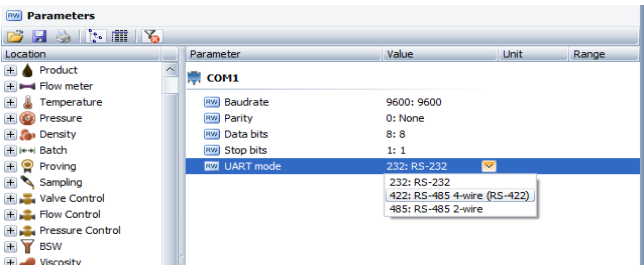 RW Parameters
Location
Parameter Value Unit Range
Product
Flow meter
Temperature
Pressure
Density
Batch
Proving
Sampling
Valve Control
Flow Control
Pressure Control
BSW
Viscosity
COM1
RW Baudrate 9600: 9600
RW Parity 0: None
RW Data bits 8: 8
RW Stop bits 1: 1
RW UART mode 232: RS-232
232: RS-232
422: RS-485 4-wire (RS-422)
485: RS-485 2-wire